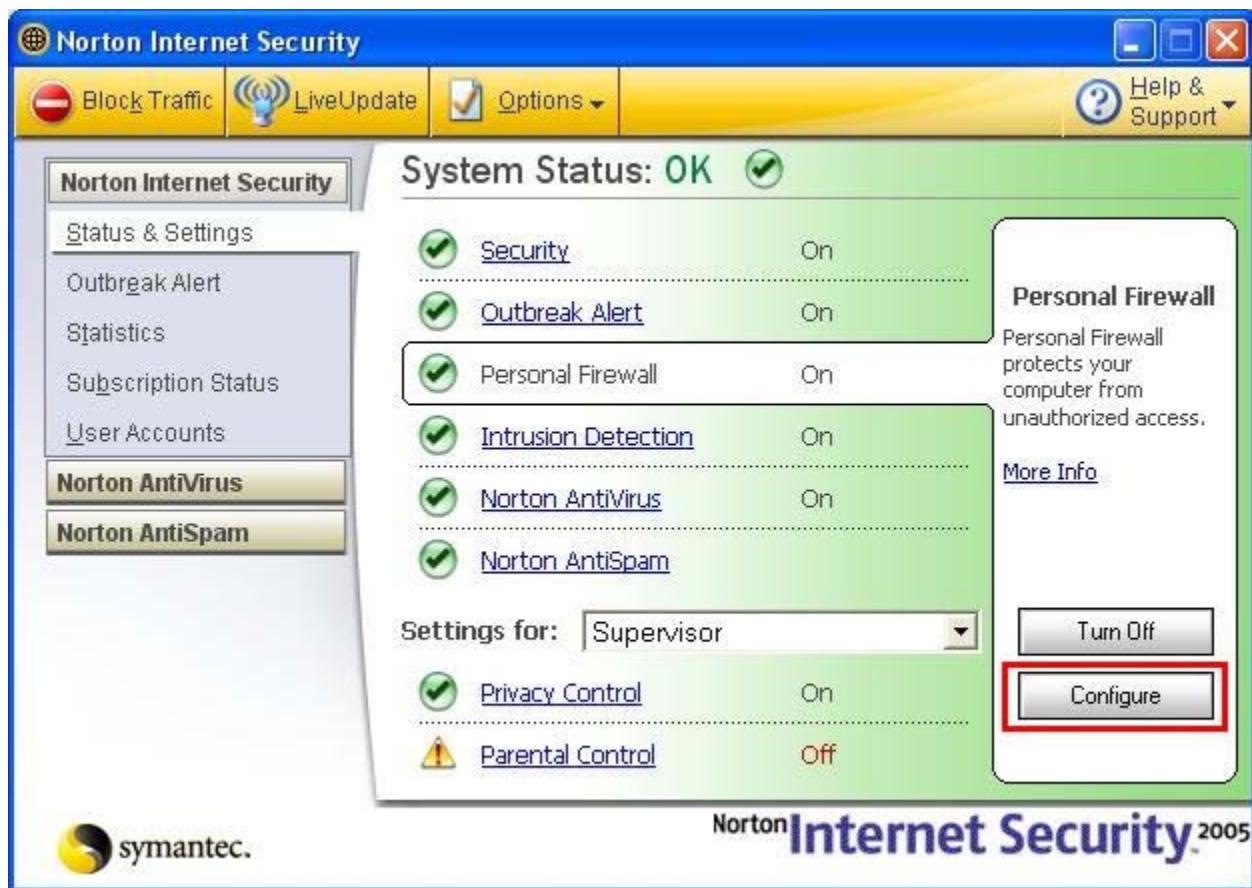 Norton Internet Security
Block Traffic
LiveUpdate
Options
Help &
Support
Norton Internet Security
Status & Settings
Outbreak Alert
Statistics
Subscription Status
User Accounts
Norton AntiVirus
Norton AntiSpam
System Status: OK
Security On
Outbreak Alert On
Personal Firewall On
Intrusion Detection On
Norton AntiVirus On
Norton AntiSpam
Settings for: Supervisor
Privacy Control On
Parental Control Off
Personal Firewall
Personal Firewall
protects your
computer from
unauthorized access.
More Info
Turn Off
Configure
symantec.
Norton Internet Security 2005